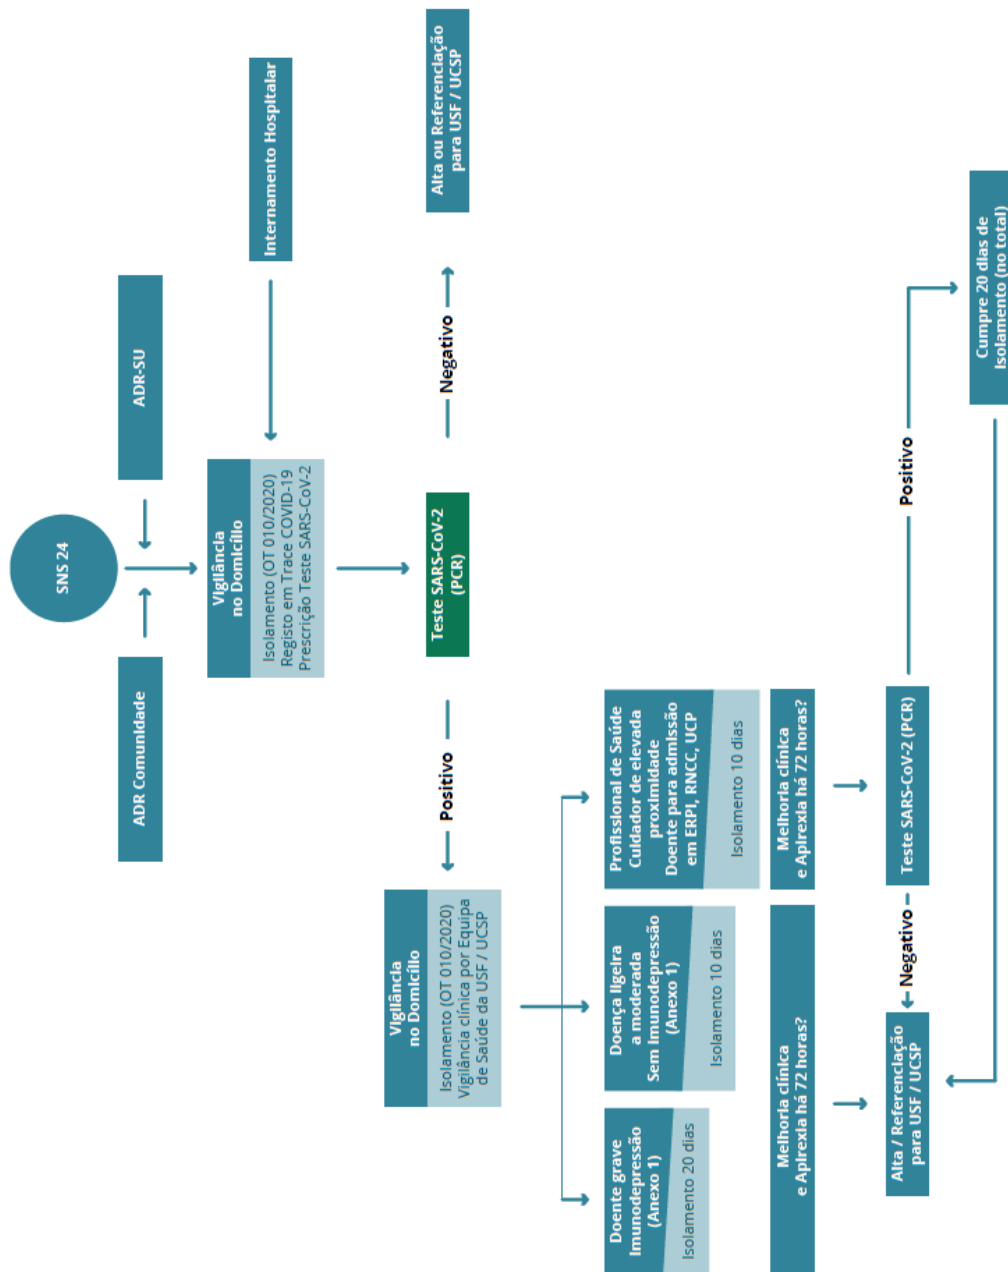 SNS 24
ADR Comunidade
ADR-SU
Vigilância
no Domicílio
Isolamento (OT 010/2020)
Registo em Trace COVID-19
Prescrição Teste SARS-CoV-2
Internamento Hospitalar
Teste SARS-CoV-2
(PCR)
Positivo
Negativo
Alta ou Referenciação
para USF / UCSP
Vigilância
no Domicílio
Isolamento (OT 010/2020)
Vigilância clínica por Equipa
de Saúde da USF / UCSP
Doente grave
Imunodepressão
(Anexo 1)
Isolamento 20 dias
Doença ligeira
a moderada
Sem Imunodepressão
(Anexo 1)
Isolamento 10 dias
Profissional de Saúde
Cuidador de elevada
proximidade
Doente para admissão
em ERPI, RNCC, UCP
Isolamento 10 dias
Melhoria clínica
e Apirexia há 72 horas?
Melhoria clínica
e Apirexia há 72 horas?
Alta / Referenciação
para USF / UCSP
Negativo
Teste SARS-CoV-2 (PCR)
Positivo
Cumpre 20 dias de
Isolamento (no total)